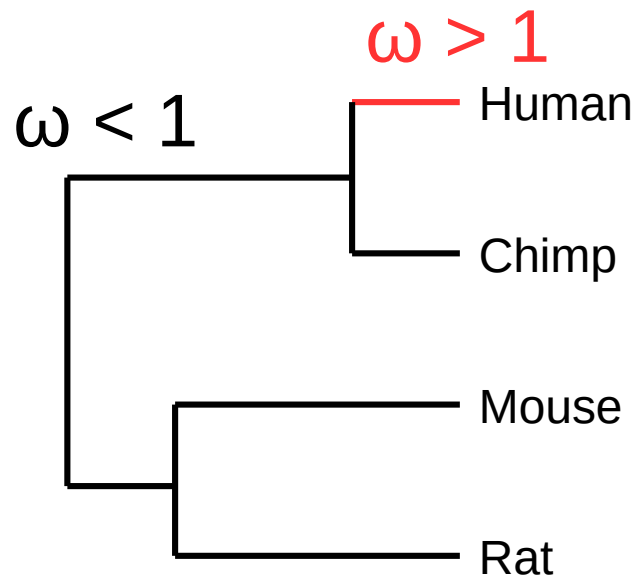 ω > 1
Human
ω < 1
Chimp
Mouse
Rat